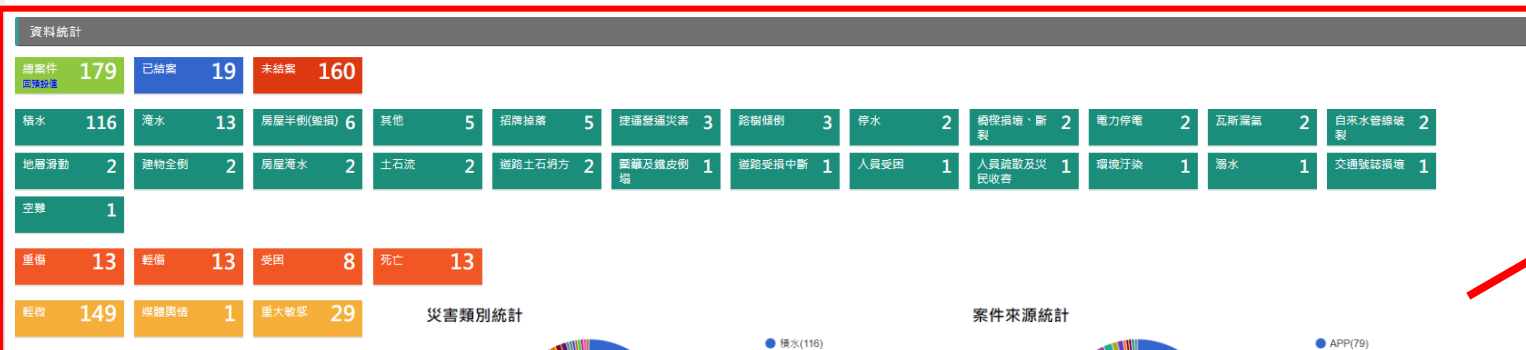 資料統計
總案件 179 已結案 19 未結案 160
回預設值
積水 116 淹水 13 房屋半倒(毀損) 6 其他 5 招牌掉落 5 捷運營運災害 3 路樹傾倒 3 停水 2 橋樑損壞、斷 2 電力停電 2 瓦斯漏氣 2 自來水管線破 2
裂 裂
地層滑動 2 建物全倒 2 房屋淹水 2 土石流 2 道路土石坍方 2 圍籬及鐵皮倒 1 道路受損中斷 1 人員受困 1 人員疏散及災 1 環境汙染 1 溺水 1 交通號誌損壞 1
塌 民收容
空難 1
重傷 13 輕傷 13 受困 8 死亡 13
輕微 149 媒體輿情 1 重大敏感 29
災害類別統計 案件來源統計
積水(116) APP(79)